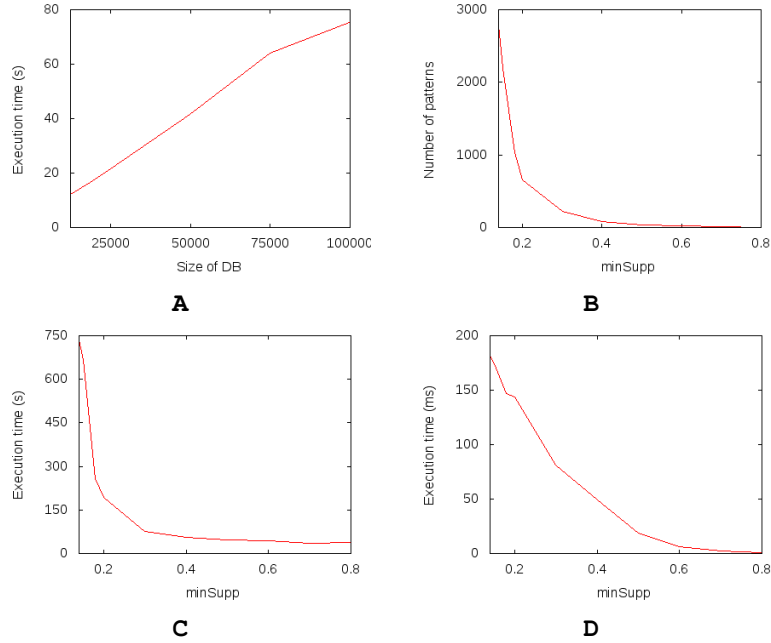 80
60
40
20
0
Execution time (s)
25000 50000 75000 100000
Size of DB
A
3000
2000
1000
0
Number of patterns
0.2 0.4 0.6 0.8
minSupp
B
750
600
450
300
150
0
Execution time (s)
0.2 0.4 0.6 0.8
minSupp
C
200
150
100
50
0
Execution time (ms)
0.2 0.4 0.6 0.8
minSupp
D